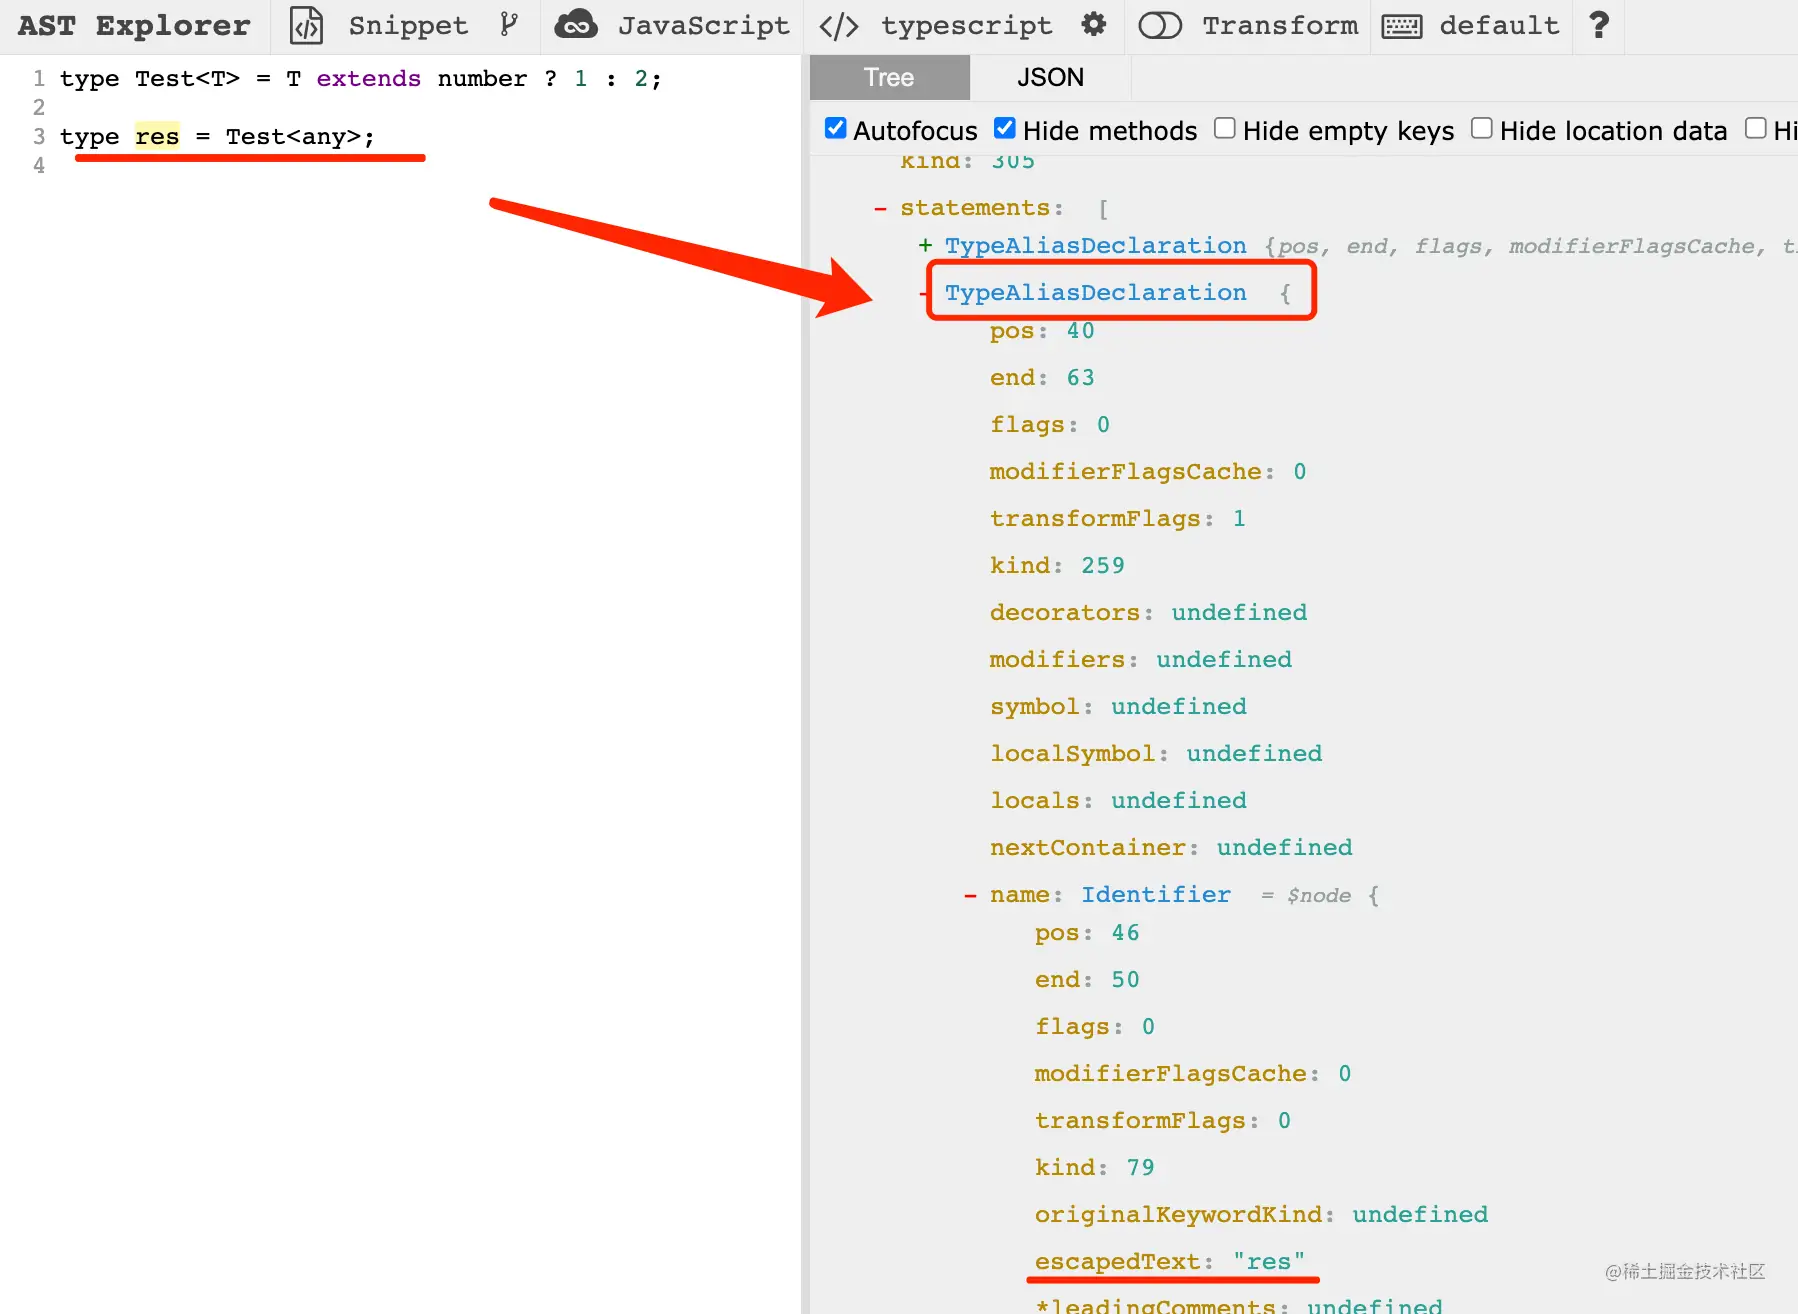 AST Explorer Snippet JavaScript </> typescript Transform default ?
1 type Test<T> = T extends number ? 1 : 2;
2
3 type res = Test<any>;
4
Tree JSON
Autofocus Hide methods Hide empty keys Hide location data Hi
kind: 305
- statements: [
+ TypeAliasDeclaration {pos, end, flags, modifierFlagsCache, t
- TypeAliasDeclaration {
pos: 40
end: 63
flags: 0
modifierFlagsCache: 0
transformFlags: 1
kind: 259
decorators: undefined
modifiers: undefined
symbol: undefined
localSymbol: undefined
locals: undefined
nextContainer: undefined
- name: Identifier = $node {
pos: 46
end: 50
flags: 0
modifierFlagsCache: 0
transformFlags: 0
kind: 79
originalKeywordKind: undefined
escapedText: "res"
*leadingComments: undefined
@稀土掘金技术社区